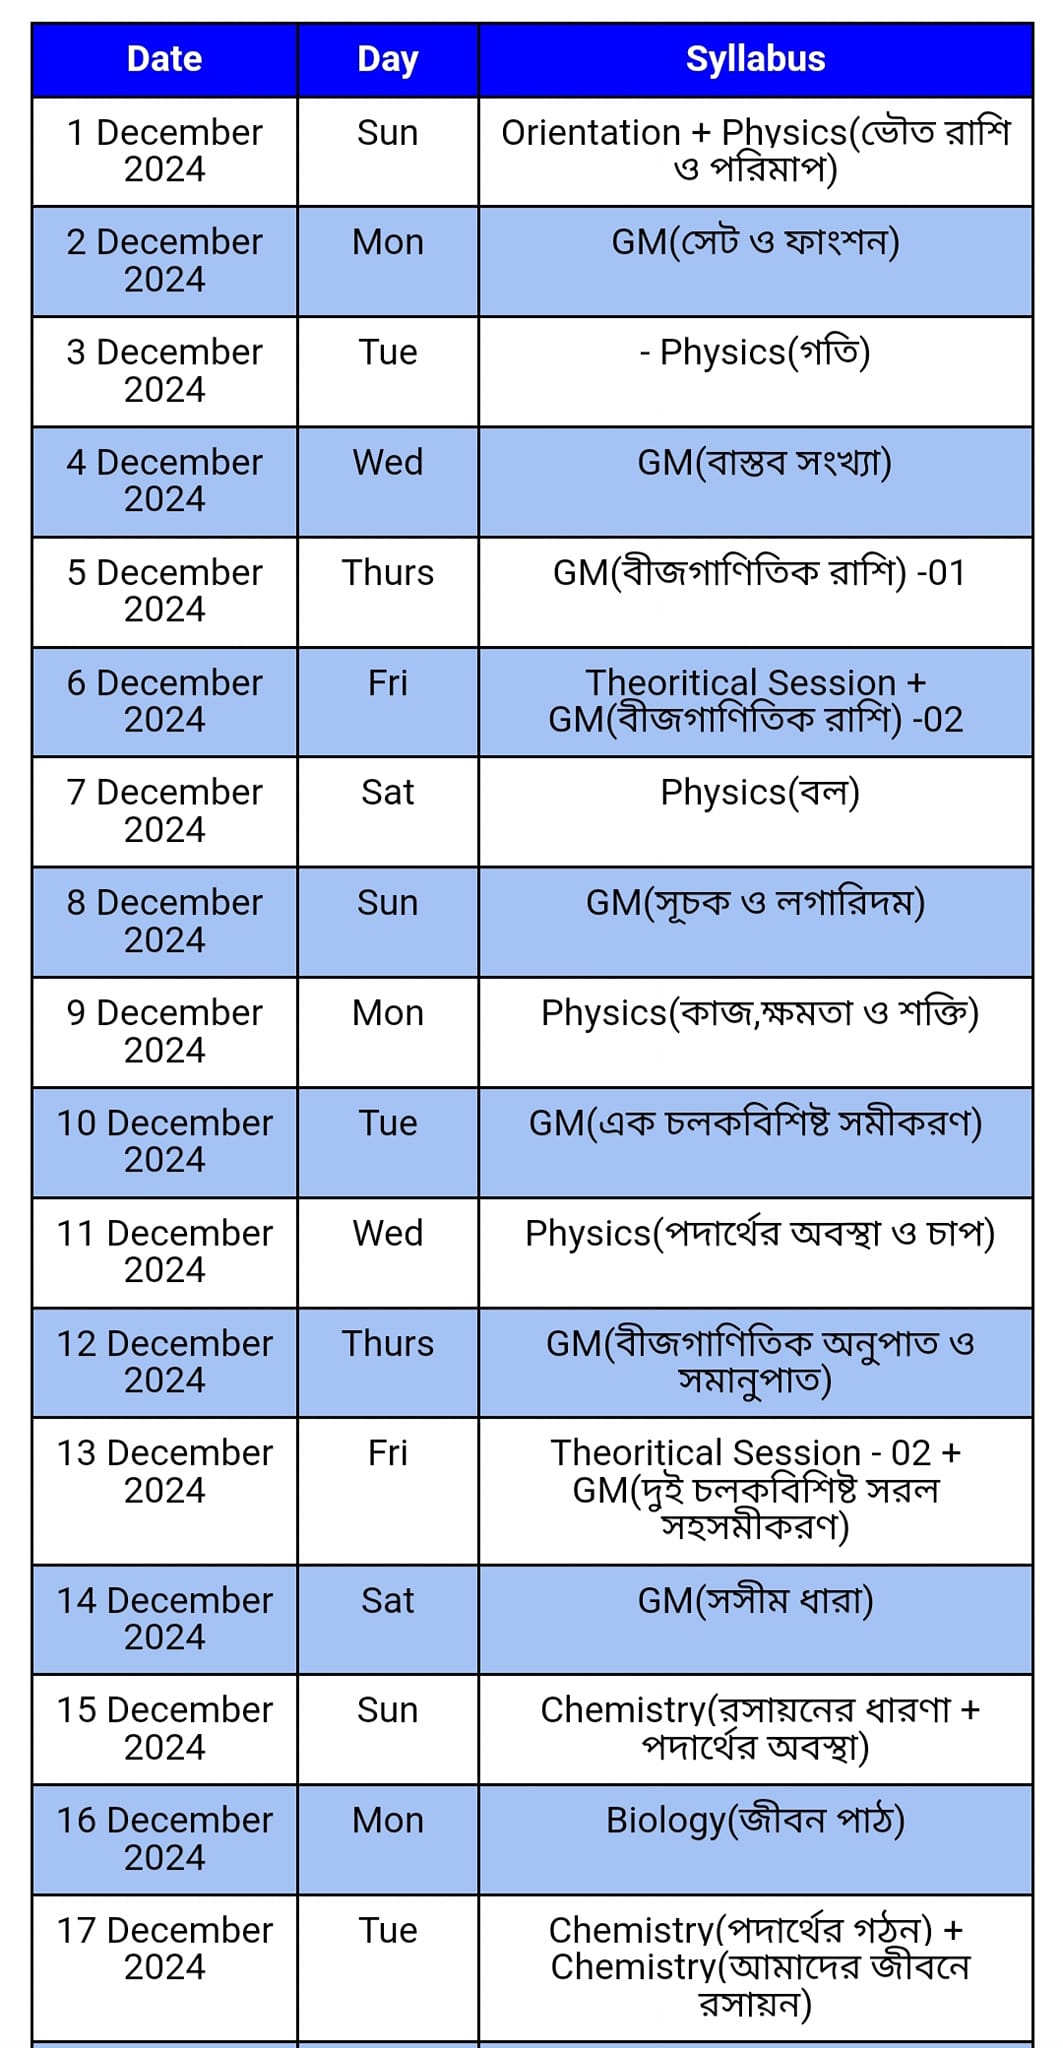 Date Day Syllabus
1 December Sun Orientation + Physics(ভৌত রাশি
2024 ও পরিমাপ)
2 December Mon GM(সেট ও ফাংশন)
2024
3 December Tue - Physics(গতি)
2024
4 December Wed GM(বাস্তব সংখ্যা)
2024
5 December Thurs GM(বীজগাণিতিক রাশি) -01
2024
6 December Fri Theoritical Session +
2024 GM(বীজগাণিতিক রাশি) -02
7 December Sat Physics(বল)
2024
8 December Sun GM(সূচক ও লগারিদম)
2024
9 December Mon Physics(কাজ,ক্ষমতা ও শক্তি)
2024
10 December Tue GM(এক চলকবিশিষ্ট সমীকরণ)
2024
11 December Wed Physics(পদার্থের অবস্থা ও চাপ)
2024
12 December Thurs GM(বীজগাণিতিক অনুপাত ও
2024 সমানুপাত)
13 December Fri Theoritical Session - 02 +
2024 GM(দুই চলকবিশিষ্ট সরল
সহসমীকরণ)
14 December Sat GM(সসীম ধারা)
2024
15 December Sun Chemistry(রসায়নের ধারণা +
2024 পদার্থের অবস্থা)
16 December Mon Biology(জীবন পাঠ)
2024
17 December Tue Chemistry(পদার্থের গঠন) +
2024 Chemistry(আমাদের জীবনে
রসায়ন)